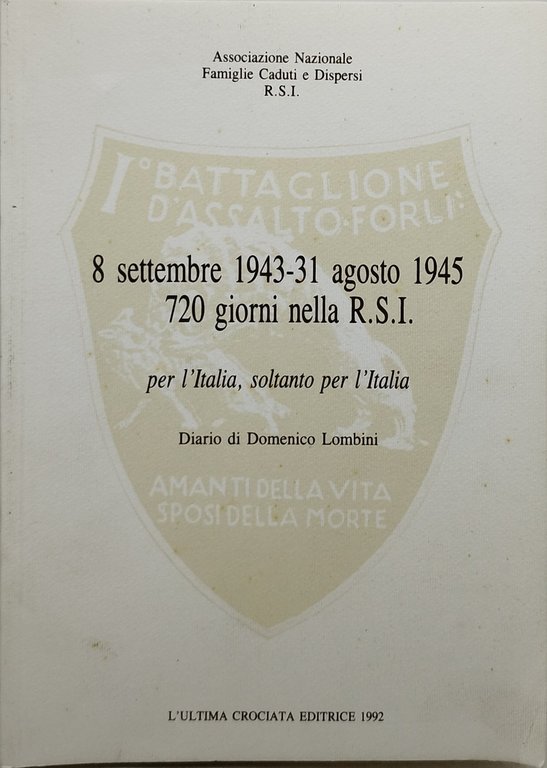 Associazione Nazionale
Famiglie Caduti e Dispersi
R.S.I.
I° BATTAGLIONE
D'ASSALTO·FORLI:
8 settembre 1943-31 agosto 1945
720 giorni nella R.S.I.
per l'Italia, soltanto per l'Italia
Diario di Domenico Lombini
AMANTI DELLA VITA
SPOSI DELLA MORTE
L'ULTIMA CROCIATA EDITRICE 1992